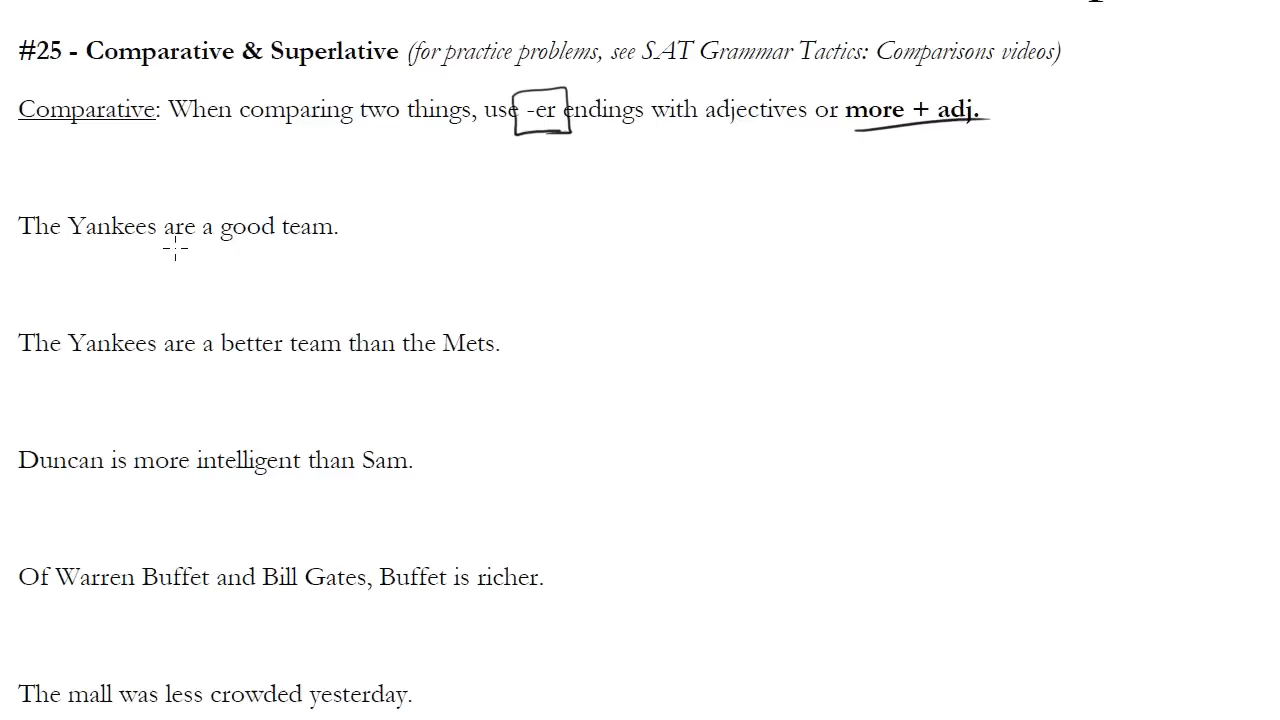 #25 - Comparative & Superlative (for practice problems, see SAT Grammar Tactics: Comparisons videos)
Comparative: When comparing two things, use -er endings with adjectives or more + adj.
The Yankees are a good team.
The Yankees are a better team than the Mets.
Duncan is more intelligent than Sam.
Of Warren Buffet and Bill Gates, Buffet is richer.
The mall was less crowded yesterday.